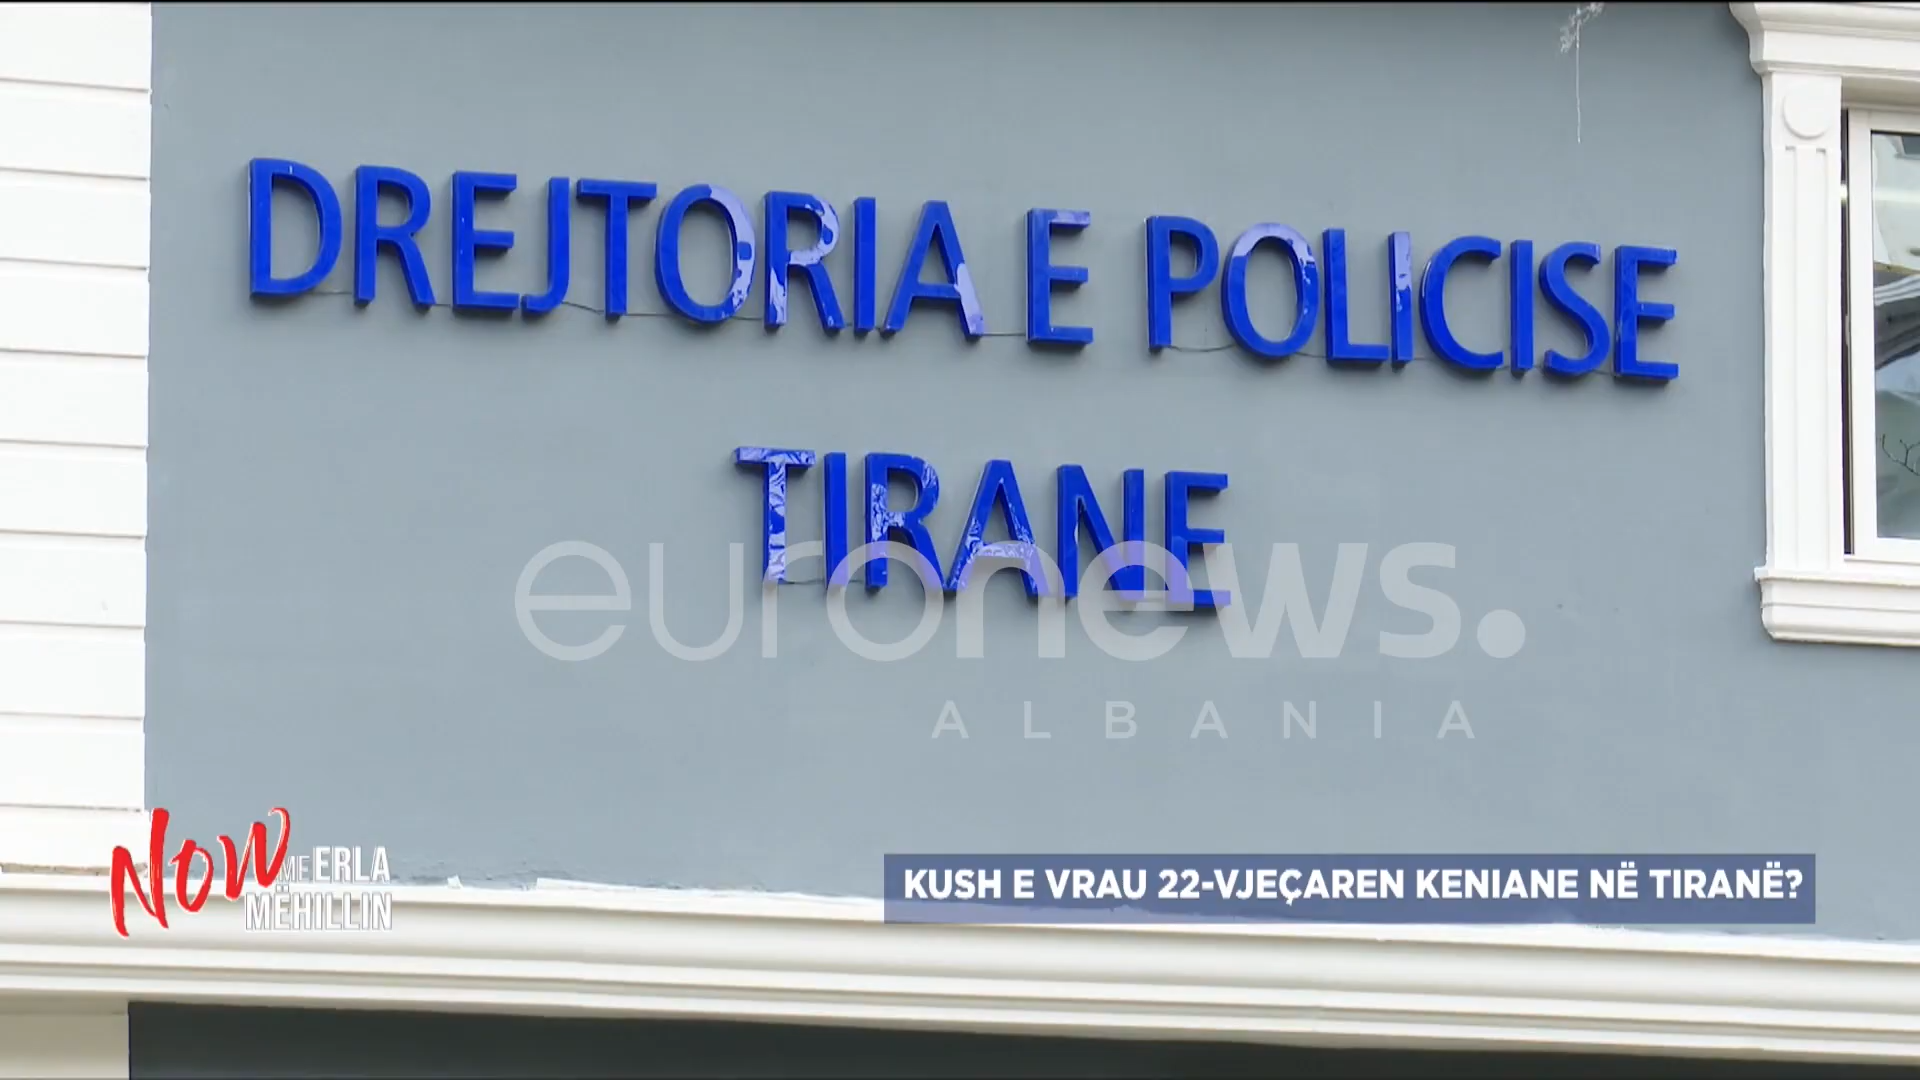 DREJTORIA E POLICISE
TIRANE
euronews.
ALBANIA
NOW ME ERLA
MËHILLIN
KUSH E VRAU 22-VJEÇAREN KENIANE NË TIRANË?